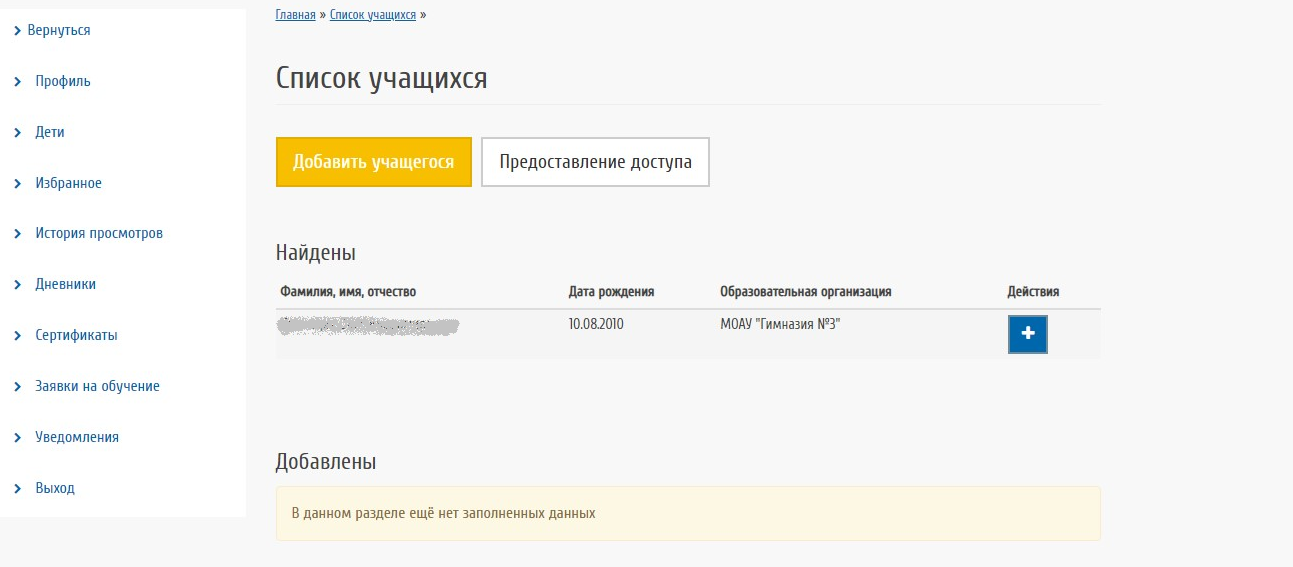 Вернуться
Профиль
Дети
Избранное
История просмотров
Дневники
Сертификаты
Заявки на обучение
Уведомления
Выход
Главная » Список учащихся »
Список учащихся
Добавить учащегося Предоставление доступа
Найдены
Фамилия, имя, отчество Дата рождения Образовательная организация Действия
10.08.2010 МОАУ "Гимназия №3"
Добавлены
В данном разделе ещё нет заполненных данных